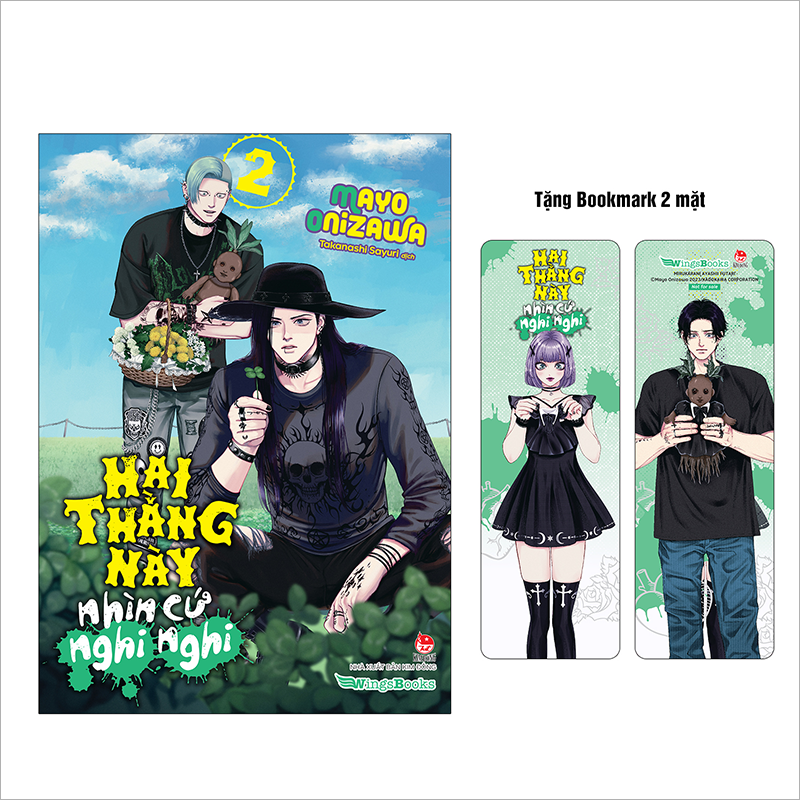 2
MAYO
ONIZAWA
Takanashi Sayuri dịch
HAI
THẰNG
NÀY
nhìn cứ
nghi nghi
NHÀ XUẤT BẢN KIM ĐỒNG
WingsBooks
Tặng Bookmark 2 mặt
HAI
THẰNG
NÀY
nhìn cứ
nghi nghi
WingsBooks
MIRUKARANI AYASHII FUTARI
©Mayo Onizawa 2023/KADOKAWA CORPORATION
Not for sale